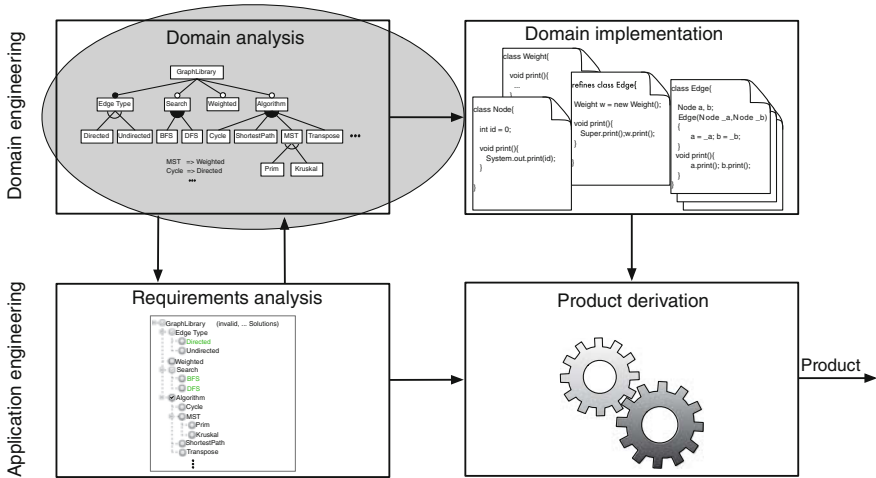 Domain engineering
Domain analysis
GraphLibrary
Edge Type
Search
Weighted
Algorithm
Directed
Undirected
BFS
DFS
Cycle
ShortestPath
MST
Transpose
•••
MST => Weighted
Cycle => Directed
•••
Prim
Kruskal
Domain implementation
class Weight{
void print(){
...
class Node{
int id = 0;
void print(){
System.out.print(id);
}
}
refines class Edge{
Weight w = new Weight();
void print(){
Super.print();w.print();
}
}
class Edge{
Node a, b;
Edge(Node _a,Node _b)
{
a = _a; b = _b;
}
void print(){
a.print(); b.print();
}
}
Application engineering
Requirements analysis
GraphLibrary (invalid, ... Solutions)
Edge Type
Directed
Undirected
Weighted
Search
BFS
DFS
Algorithm
Cycle
MST
Prim
Kruskal
ShortestPath
Transpose
Product derivation
Product